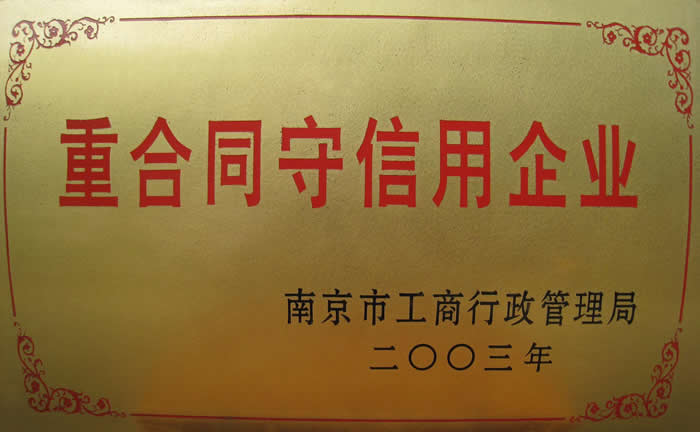 重合同守信用企业
南京市工商行政管理局
二〇〇三年